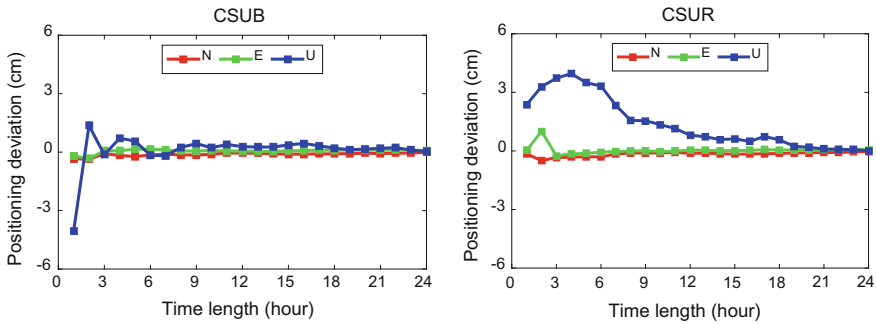 CSUB
Positioning deviation (cm)
6
3
0
-3
-6
N E U
0 3 6 9 12 15 18 21 24
Time length (hour)
CSUR
Positioning deviation (cm)
6
3
0
-3
-6
N E U
0 3 6 9 12 15 18 21 24
Time length (hour)